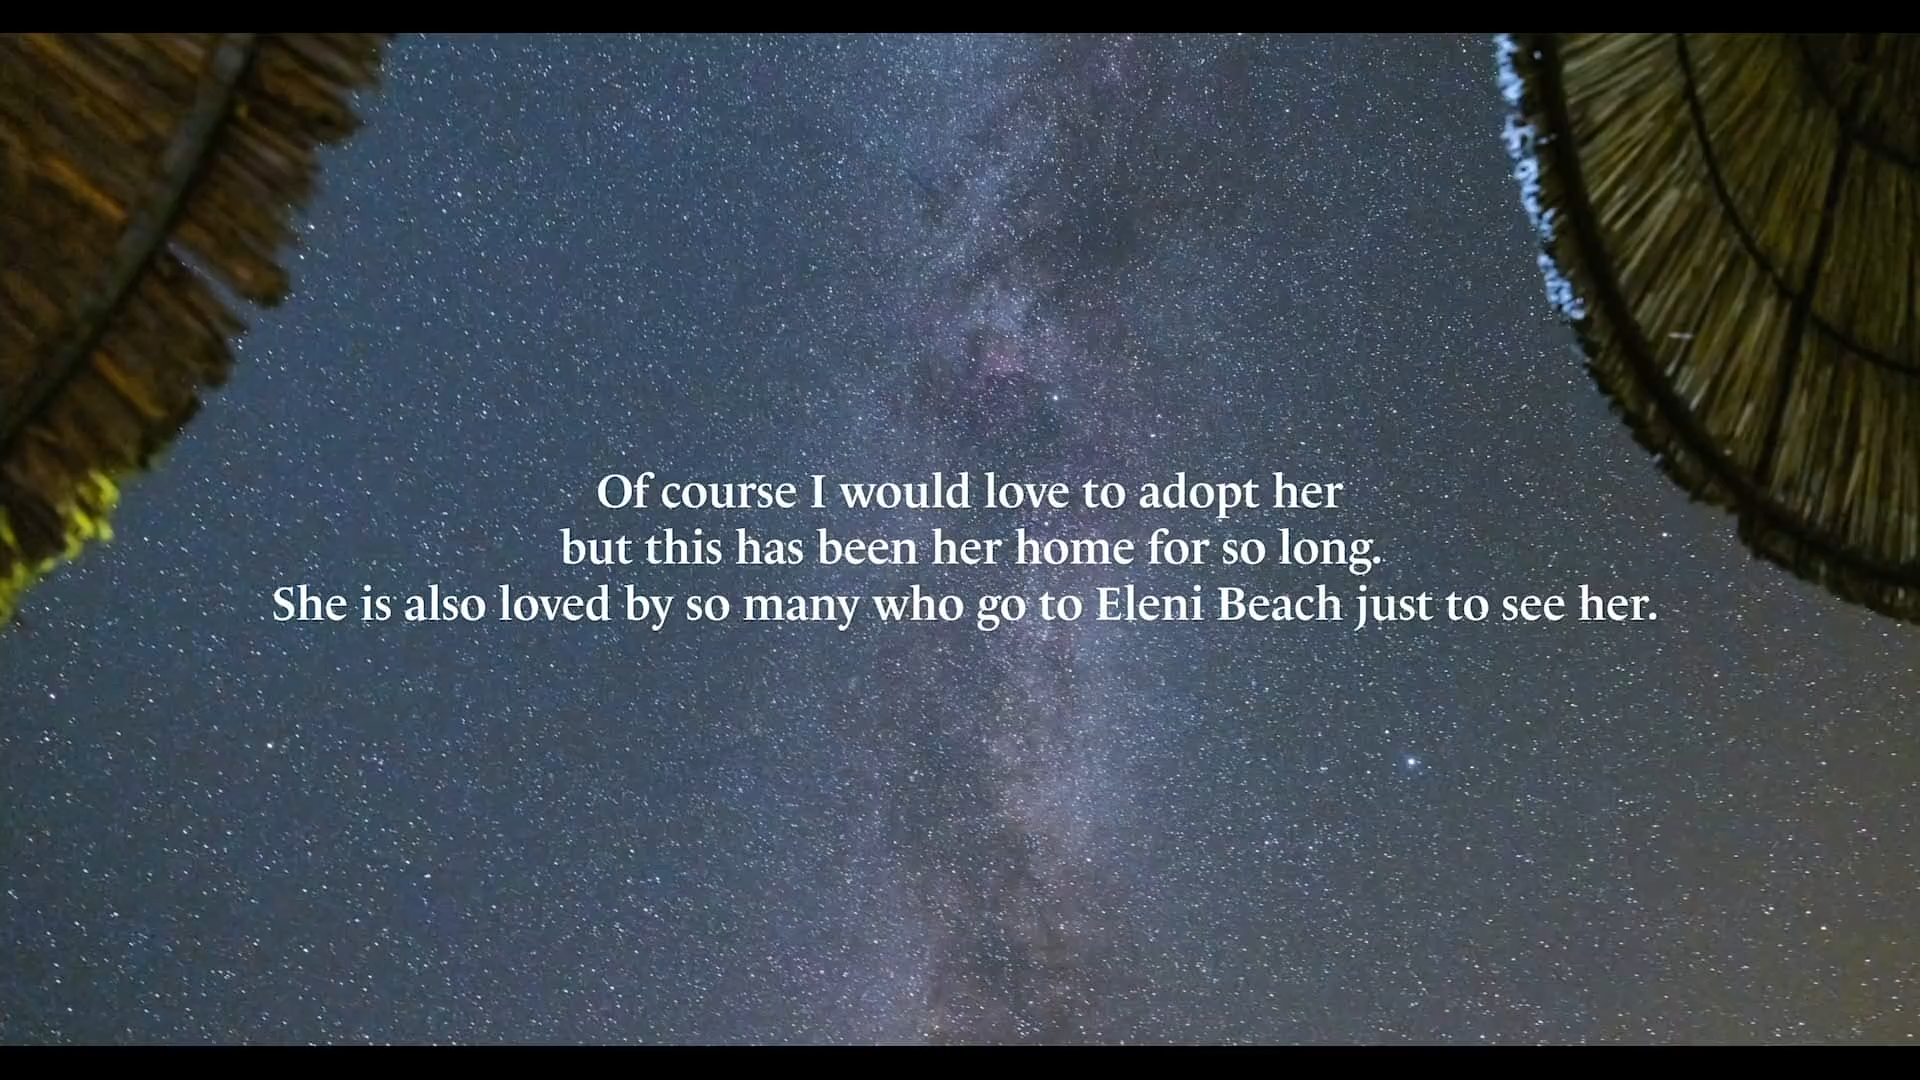 Of course I would love to adopt her
but this has been her home for so long.
She is also loved by so many who go to Eleni Beach just to see her.